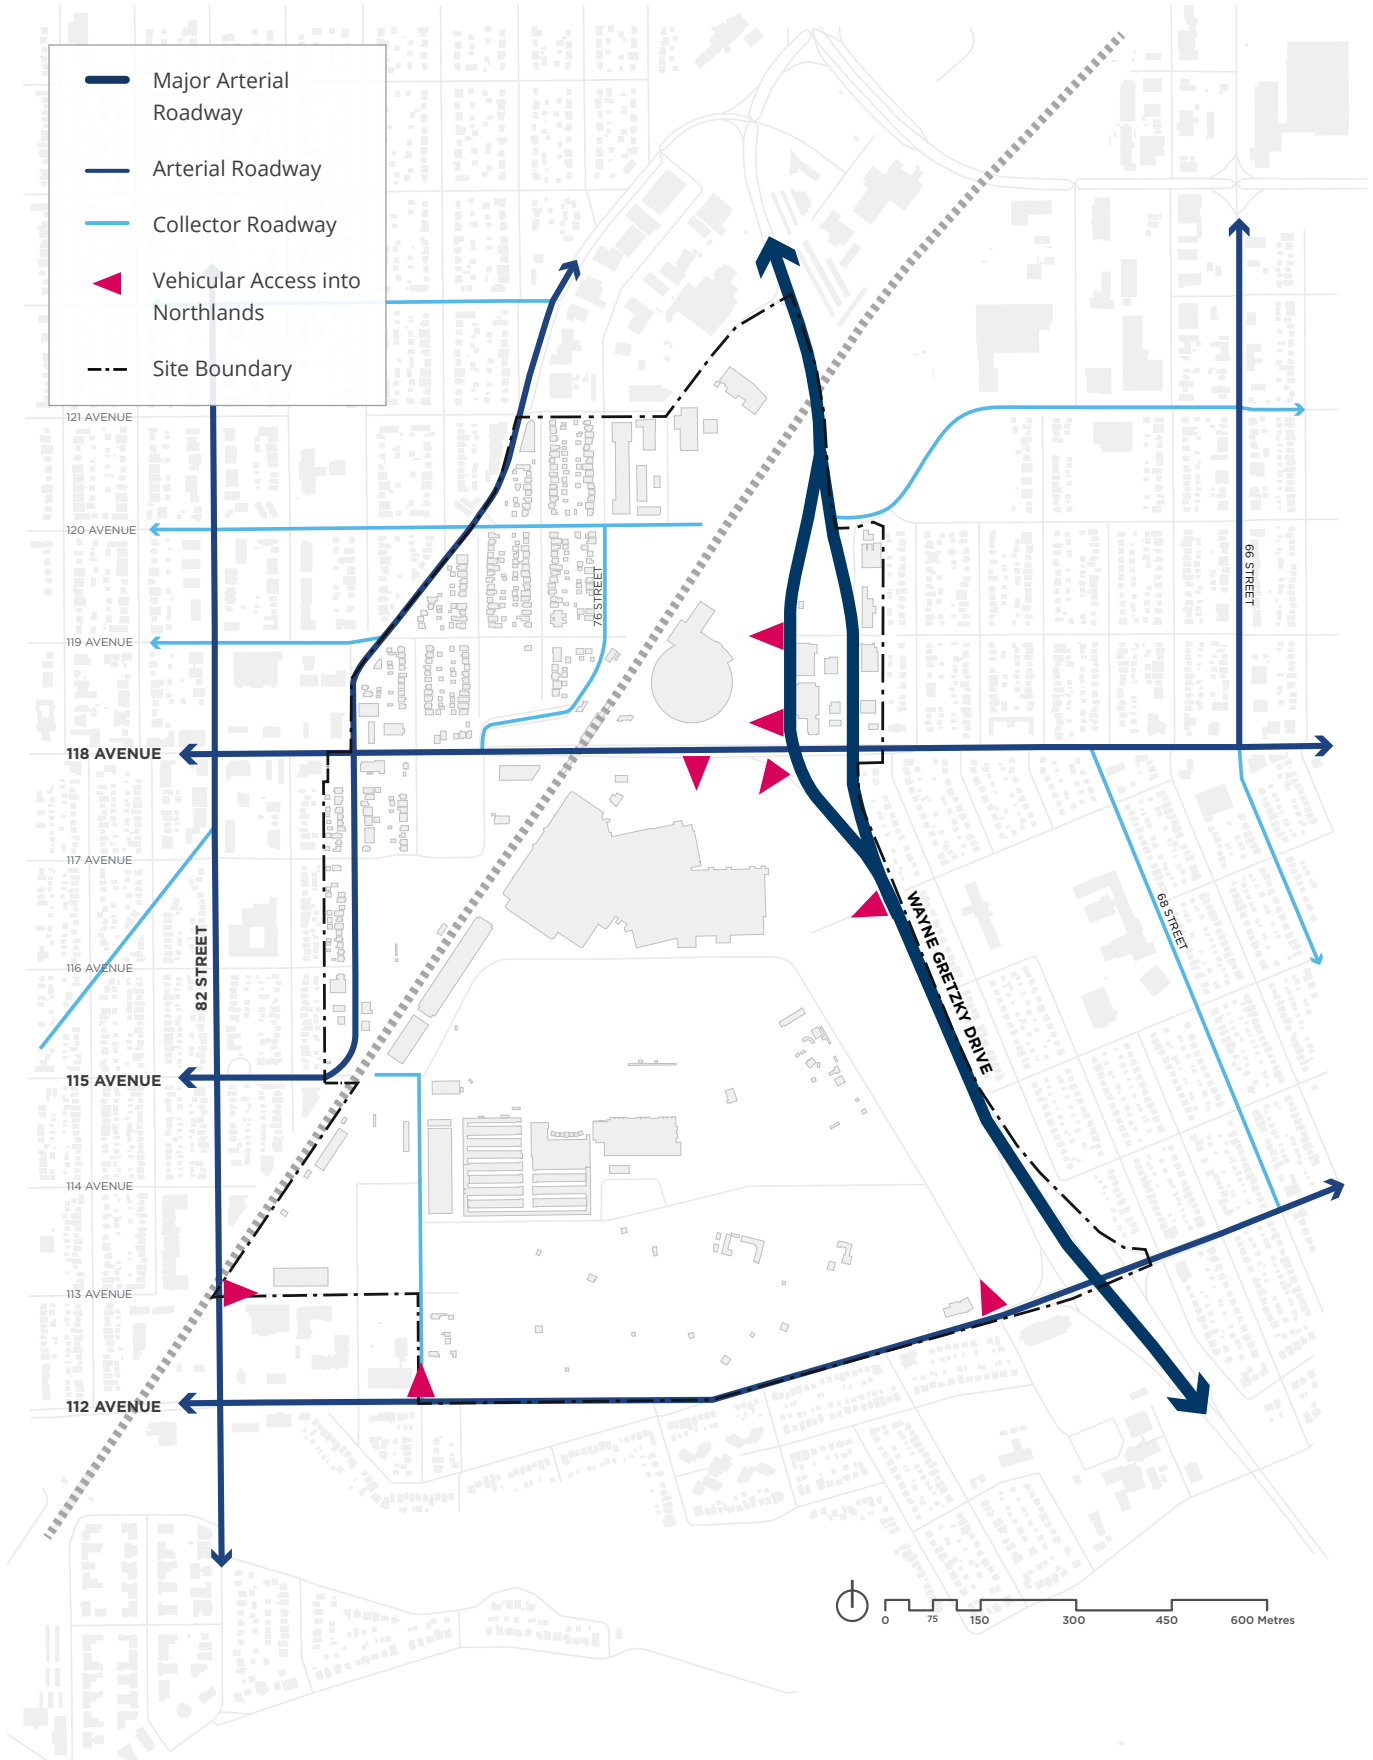 Major Arterial
Roadway
Arterial Roadway
Collector Roadway
Vehicular Access into
Northlands
Site Boundary
121 AVENUE
120 AVENUE
66 STREET
76 STREET
119 AVENUE
118 AVENUE
117 AVENUE
68 STREET
WAYNE GRETZKY DRIVE
82 STREET
116 AVENUE
115 AVENUE
114 AVENUE
113 AVENUE
112 AVENUE
0 75 150 300 450 600 Metres